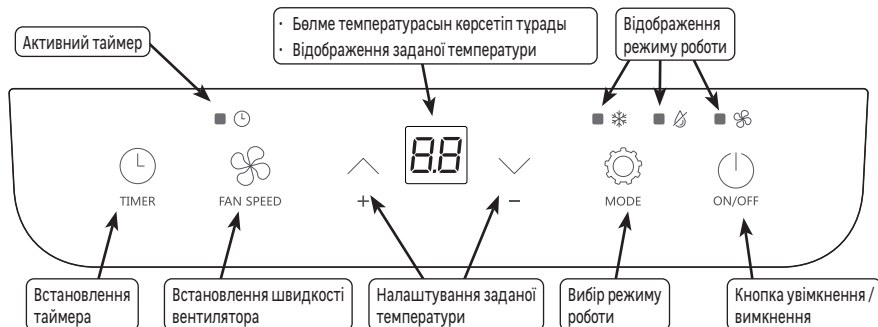 Активний таймер
· Бөлме температурасын көрсетіп тұрады
· Відображення заданої температури
Відображення
режиму роботи
8.8
TIMER
FAN SPEED
+
−
MODE
ON/OFF
Встановлення
таймера
Встановлення швидкості
вентилятора
Налаштування заданої
температури
Вибір режиму
роботи
Кнопка увімкнення /
вимкнення